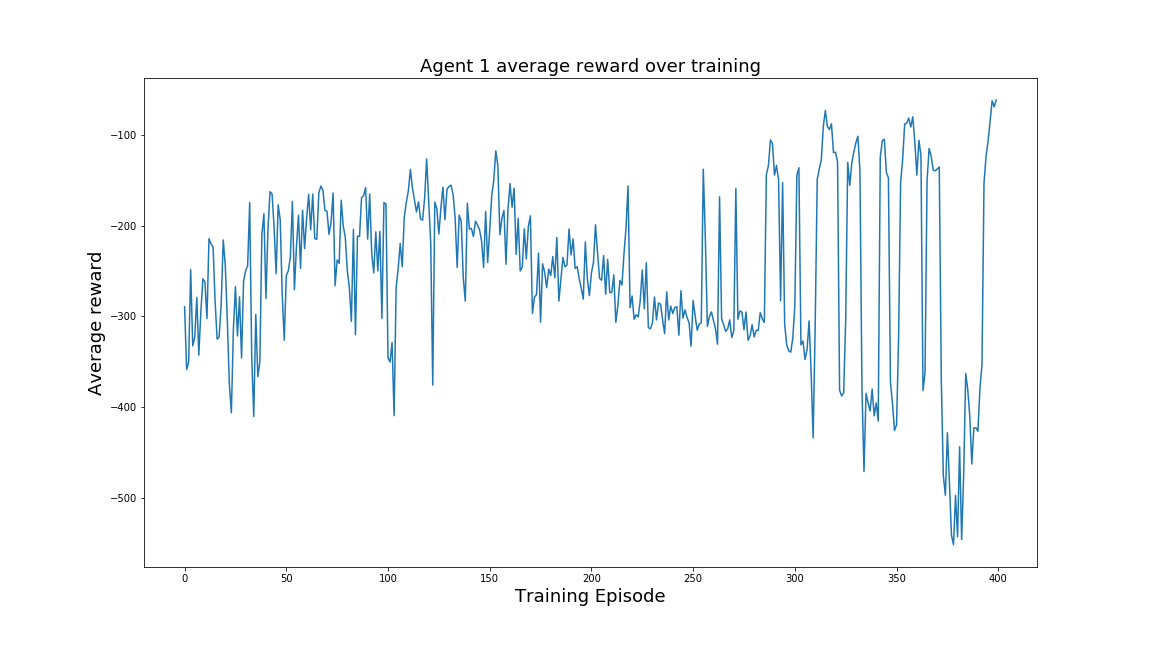 Agent 1 average reward over training
Average reward
−100
−200
−300
−400
−500
0 50 100 150 200 250 300 350 400
Training Episode